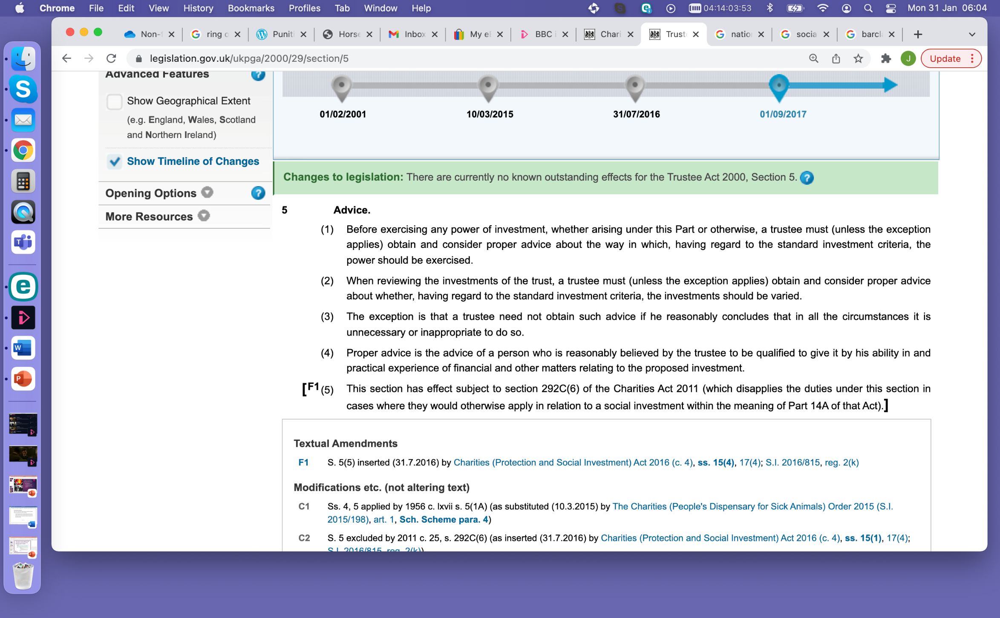 Chrome File Edit View History Bookmarks Profiles Tab Window Help 04:14:03:53 Mon 31 Jan 06:04
Non-f ring o Puniti Horse Inbox My eB BBC i Chari Trust natio socia barcla
legislation.gov.uk/ukpga/2000/29/section/5 J Update
Advanced Features ?
Show Geographical Extent
(e.g. England, Wales, Scotland
and Northern Ireland)
Show Timeline of Changes
Opening Options ?
More Resources
01/02/2001 10/03/2015 31/07/2016 01/09/2017
Changes to legislation: There are currently no known outstanding effects for the Trustee Act 2000, Section 5. ?
5 Advice.
(1) Before exercising any power of investment, whether arising under this Part or otherwise, a trustee must (unless the exception
applies) obtain and consider proper advice about the way in which, having regard to the standard investment criteria, the
power should be exercised.
(2) When reviewing the investments of the trust, a trustee must (unless the exception applies) obtain and consider proper advice
about whether, having regard to the standard investment criteria, the investments should be varied.
(3) The exception is that a trustee need not obtain such advice if he reasonably concludes that in all the circumstances it is
unnecessary or inappropriate to do so.
(4) Proper advice is the advice of a person who is reasonably believed by the trustee to be qualified to give it by his ability in and
practical experience of financial and other matters relating to the proposed investment.
[F1(5) This section has effect subject to section 292C(6) of the Charities Act 2011 (which disapplies the duties under this section in
cases where they would otherwise apply in relation to a social investment within the meaning of Part 14A of that Act).]
Textual Amendments
F1 S. 5(5) inserted (31.7.2016) by Charities (Protection and Social Investment) Act 2016 (c. 4), ss. 15(4), 17(4); S.I. 2016/815, reg. 2(k)
Modifications etc. (not altering text)
C1 Ss. 4, 5 applied by 1956 c. lxvii s. 5(1A) (as substituted (10.3.2015) by The Charities (People's Dispensary for Sick Animals) Order 2015 (S.I.
2015/198), art. 1, Sch. Scheme para. 4)
C2 S. 5 excluded by 2011 c. 25, s. 292C(6) (as inserted (31.7.2016) by Charities (Protection and Social Investment) Act 2016 (c. 4), ss. 15(1), 17(4);
S.I. 2016/815, reg. 2(k))